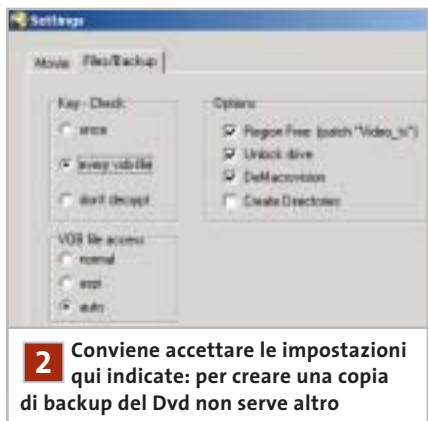 Settings
Movie Files/Backup
Key - Check
once
every vob file
don't decrypt
VOB file access
normal
aspi
auto
Options
Region Free (patch "Video_ts")
Unlock drive
DeMacrovision
Create Directories
2 Conviene accettare le impostazioni
qui indicate: per creare una copia
di backup del Dvd non serve altro